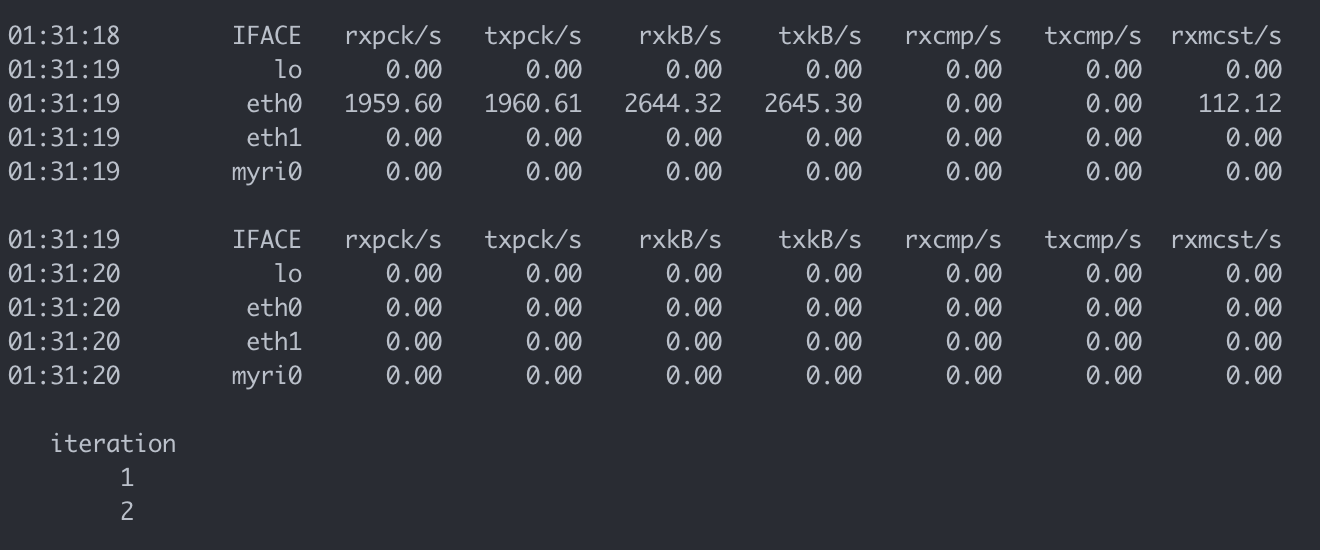 01:31:18 IFACE rxpck/s txpck/s rxkB/s txkB/s rxcmp/s txcmp/s rxmcst/s
01:31:19 lo 0.00 0.00 0.00 0.00 0.00 0.00 0.00
01:31:19 eth0 1959.60 1960.61 2644.32 2645.30 0.00 0.00 112.12
01:31:19 eth1 0.00 0.00 0.00 0.00 0.00 0.00 0.00
01:31:19 myri0 0.00 0.00 0.00 0.00 0.00 0.00 0.00
01:31:19 IFACE rxpck/s txpck/s rxkB/s txkB/s rxcmp/s txcmp/s rxmcst/s
01:31:20 lo 0.00 0.00 0.00 0.00 0.00 0.00 0.00
01:31:20 eth0 0.00 0.00 0.00 0.00 0.00 0.00 0.00
01:31:20 eth1 0.00 0.00 0.00 0.00 0.00 0.00 0.00
01:31:20 myri0 0.00 0.00 0.00 0.00 0.00 0.00 0.00
iteration
1
2